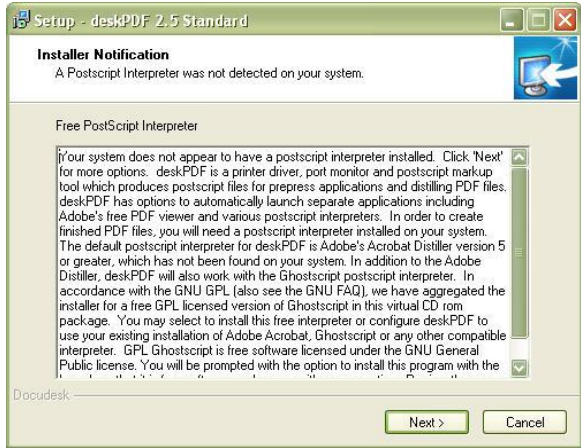 Setup - deskPDF 2.5 Standard
Installer Notification
A Postscript Interpreter was not detected on your system.
Free PostScript Interpreter
Your system does not appear to have a postscript interpreter installed. Click 'Next'
for more options. deskPDF is a printer driver, port monitor and postscript markup
tool which produces postscript files for prepress applications and distilling PDF files.
deskPDF has options to automatically launch separate applications including
Adobe's free PDF viewer and various postscript interpreters. In order to create
finished PDF files, you will need a postscript interpreter installed on your system.
The default postscript interpreter for deskPDF is Adobe's Acrobat Distiller version 5
or greater, which has not been found on your system. In addition to the Adobe
Distiller, deskPDF will also work with the Ghostscript postscript interpreter. In
accordance with the GNU GPL (also see the GNU FAQ), we have aggregated the
installer for a free GPL licensed version of Ghostscript in this virtual CD rom
package. You may select to install this free interpreter or configure deskPDF to
use your existing installation of Adobe Acrobat, Ghostscript or any other compatible
interpreter. GPL Ghostscript is free software licensed under the GNU General
Public license. You will be prompted with the option to install this program with the
Docudesk
Next >
Cancel